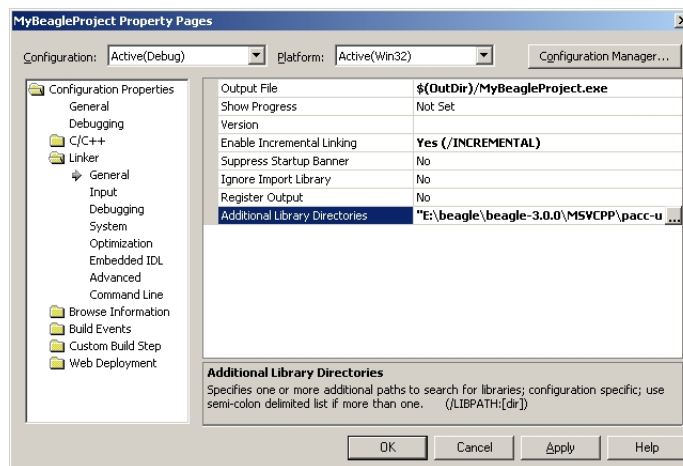 MyBeagleProject Property Pages
Configuration: Active(Debug) Platform: Active(Win32) Configuration Manager...
Configuration Properties
General
Debugging
C/C++
Linker
General
Input
Debugging
System
Optimization
Embedded IDL
Advanced
Command Line
Browse Information
Build Events
Custom Build Step
Web Deployment
Output File $(OutDir)/MyBeagleProject.exe
Show Progress Not Set
Version
Enable Incremental Linking Yes (/INCREMENTAL)
Suppress Startup Banner No
Ignore Import Library No
Register Output No
Additional Library Directories "E:\beagle\beagle-3.0.0\MSVCPP\pacc-u ...
Additional Library Directories
Specifies one or more additional paths to search for libraries; configuration specific; use
semi-colon delimited list if more than one. (/LIBPATH:[dir])
OK Cancel Apply Help